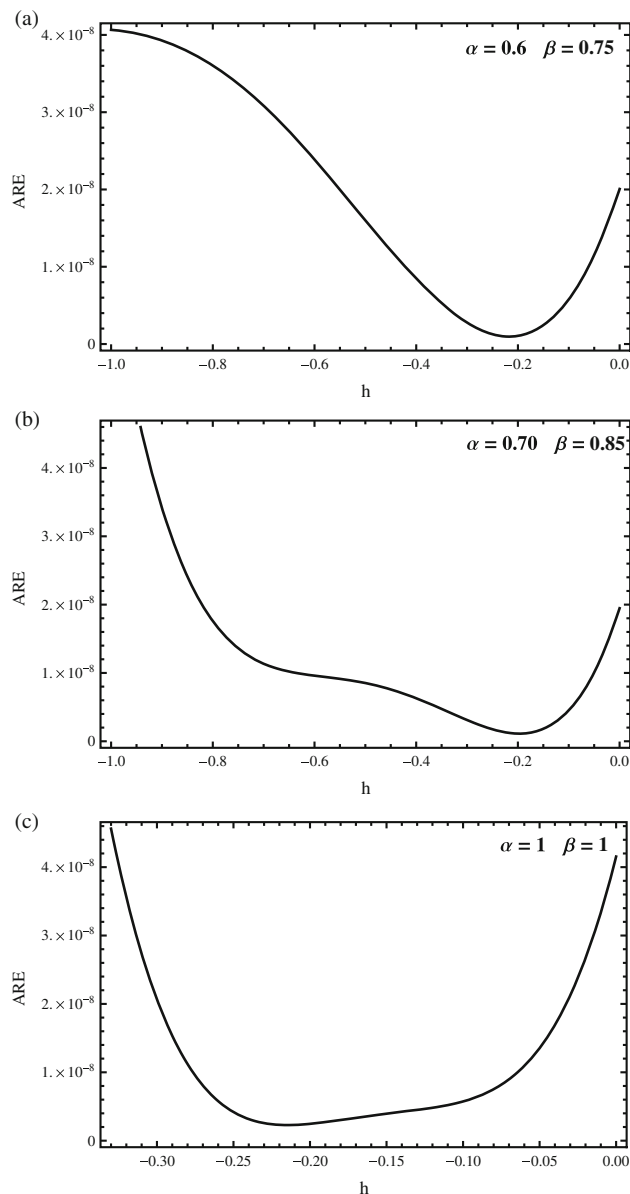 (a)
α = 0.6 β = 0.75
4.×10⁻⁸
3.×10⁻⁸
2.×10⁻⁸
1.×10⁻⁸
0
ARE
−1.0 −0.8 −0.6 −0.4 −0.2 0.0
h
(b)
α = 0.70 β = 0.85
4.×10⁻⁸
3.×10⁻⁸
2.×10⁻⁸
1.×10⁻⁸
0
ARE
−1.0 −0.8 −0.6 −0.4 −0.2 0.0
h
(c)
α = 1 β = 1
4.×10⁻⁸
3.×10⁻⁸
2.×10⁻⁸
1.×10⁻⁸
0
ARE
−0.30 −0.25 −0.20 −0.15 −0.10 −0.05 0.00
h